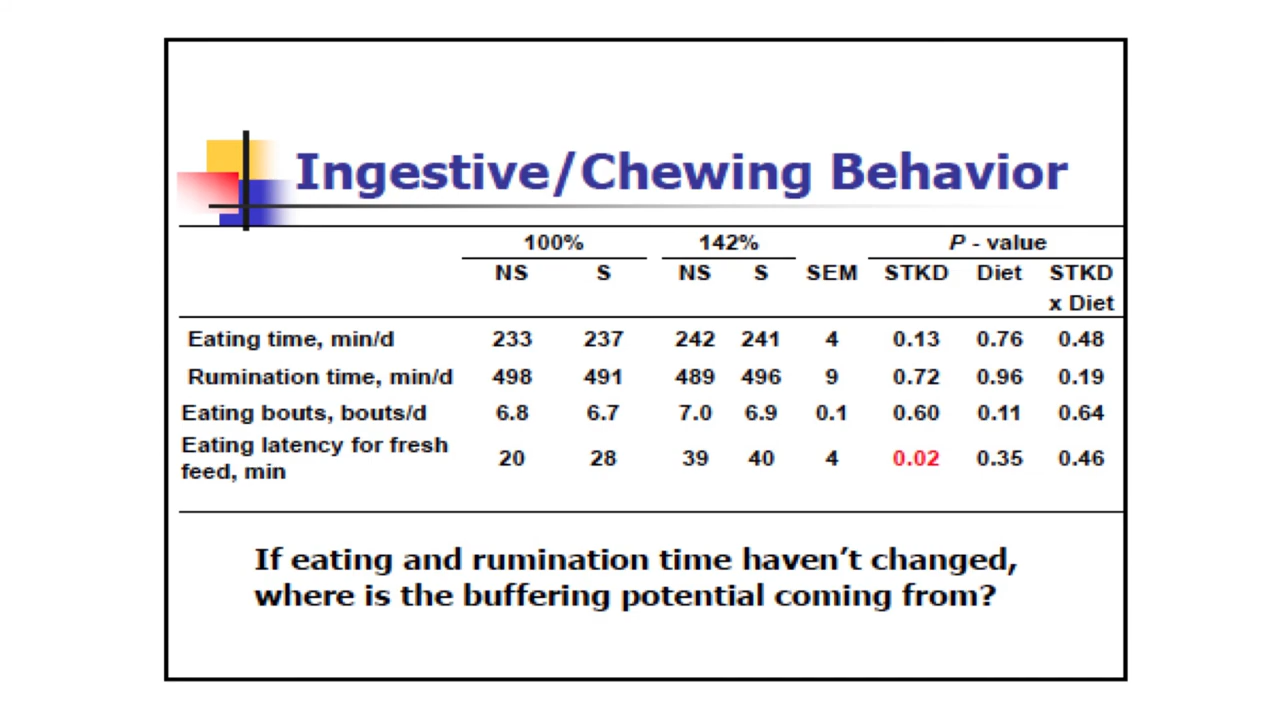 Ingestive/Chewing Behavior
100% 142% P - value
NS S NS S SEM STKD Diet STKD
x Diet
Eating time, min/d 233 237 242 241 4 0.13 0.76 0.48
Rumination time, min/d 498 491 489 496 9 0.72 0.96 0.19
Eating bouts, bouts/d 6.8 6.7 7.0 6.9 0.1 0.60 0.11 0.64
Eating latency for fresh
feed, min 20 28 39 40 4 0.02 0.35 0.46
If eating and rumination time haven’t changed,
where is the buffering potential coming from?